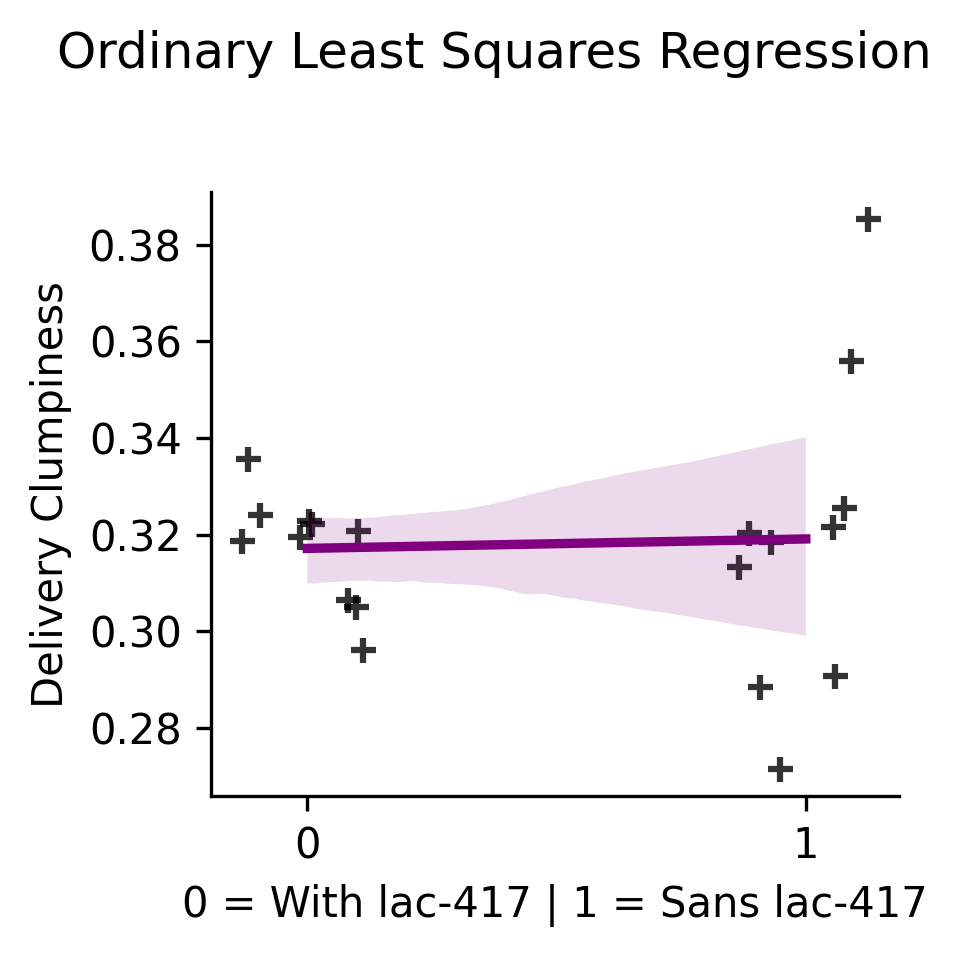 Ordinary Least Squares Regression
Delivery Clumpiness
0.38
0.36
0.34
0.32
0.30
0.28
0 1
0 = With lac-417 | 1 = Sans lac-417